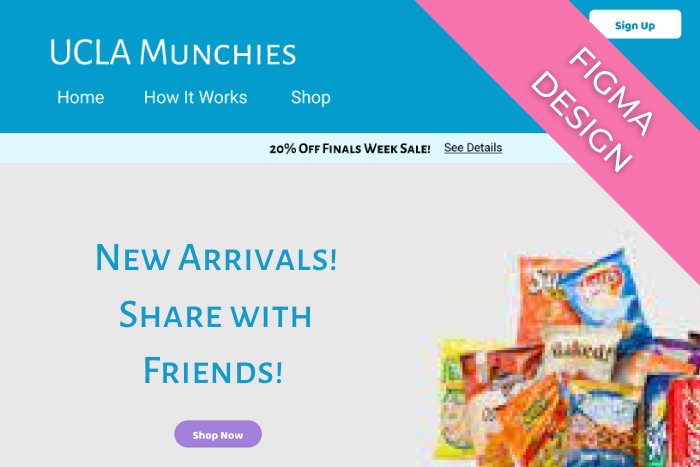 Sign Up
UCLA Munchies
Home How It Works Shop
FIGMA
DESIGN
20% Off Finals Week Sale! See Details
New Arrivals!
Share with
Friends!
Shop Now
Baked!